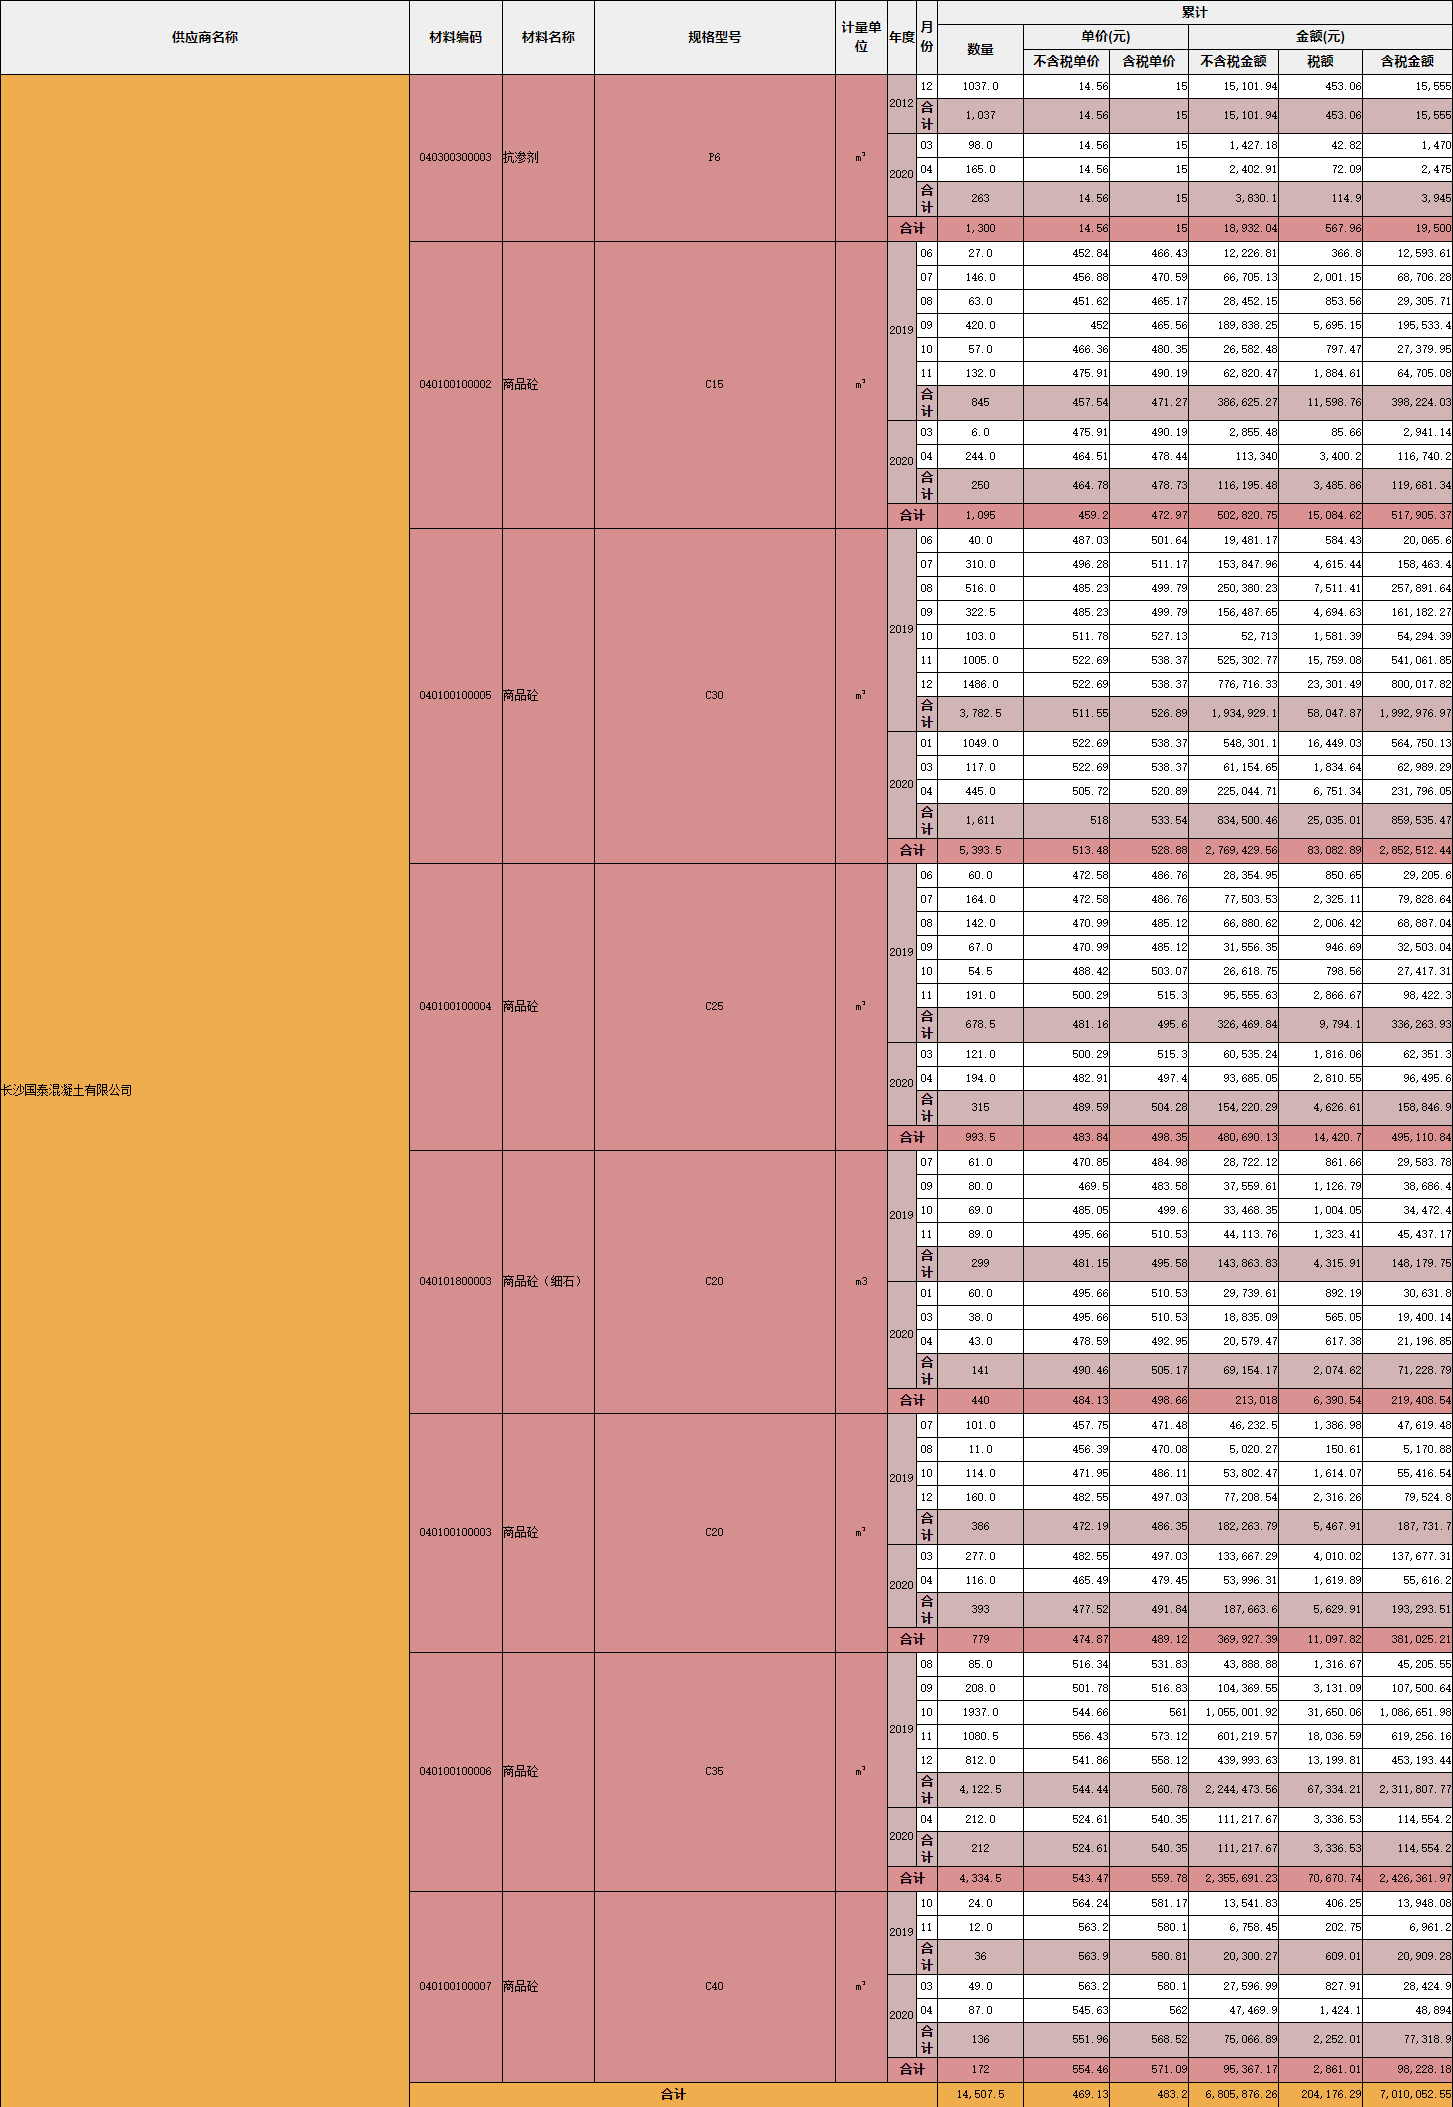 供应商名称 材料编码 材料名称 规格型号 计量单位 年度 月份 累计
数量 单价(元) 金额(元)
不含税单价 含税单价 不含税金额 税额 含税金额
长沙国泰混凝土有限公司
040300300003 抗渗剂 P6 m³
2012 12 1037.0 14.56 15 15,101.94 453.06 15,555
合计 1,037 14.56 15 15,101.94 453.06 15,555
2020 03 98.0 14.56 15 1,427.18 42.82 1,470
04 165.0 14.56 15 2,402.91 72.09 2,475
合计 263 14.56 15 3,830.1 114.9 3,945
合计 1,300 14.56 15 18,932.04 567.96 19,500
040100100002 商品砼 C15 m³
2019 06 27.0 452.84 466.43 12,226.81 366.8 12,593.61
07 146.0 456.88 470.59 66,705.13 2,001.15 68,706.28
08 63.0 451.62 465.17 28,452.15 853.56 29,305.71
09 420.0 452 465.56 189,838.25 5,695.15 195,533.4
10 57.0 466.36 480.35 26,582.48 797.47 27,379.95
11 132.0 475.91 490.19 62,820.47 1,884.61 64,705.08
合计 845 457.54 471.27 386,625.27 11,598.76 398,224.03
2020 03 6.0 475.91 490.19 2,855.48 85.66 2,941.14
04 244.0 464.51 478.44 113,340 3,400.2 116,740.2
合计 250 464.78 478.73 116,195.48 3,485.86 119,681.34
合计 1,095 459.2 472.97 502,820.75 15,084.62 517,905.37
040100100005 商品砼 C30 m³
2019 06 40.0 487.03 501.64 19,481.17 584.43 20,065.6
07 310.0 496.28 511.17 153,847.96 4,615.44 158,463.4
08 516.0 485.23 499.79 250,380.23 7,511.41 257,891.64
09 322.5 485.23 499.79 156,487.65 4,694.63 161,182.27
10 103.0 511.78 527.13 52,713 1,581.39 54,294.39
11 1005.0 522.69 538.37 525,302.77 15,759.08 541,061.85
12 1486.0 522.69 538.37 776,716.33 23,301.49 800,017.82
合计 3,782.5 511.55 526.89 1,934,929.1 58,047.87 1,992,976.97
2020 01 1049.0 522.69 538.37 548,301.1 16,449.03 564,750.13
03 117.0 522.69 538.37 61,154.65 1,834.64 62,989.29
04 445.0 505.72 520.89 225,044.71 6,751.34 231,796.05
合计 1,611 518 533.54 834,500.46 25,035.01 859,535.47
合计 5,393.5 513.48 528.88 2,769,429.56 83,082.89 2,852,512.44
040100100004 商品砼 C25 m³
2019 06 60.0 472.58 486.76 28,354.95 850.65 29,205.6
07 164.0 472.58 486.76 77,503.53 2,325.11 79,828.64
08 142.0 470.99 485.12 66,880.62 2,006.42 68,887.04
09 67.0 470.99 485.12 31,556.35 946.69 32,503.04
10 54.5 488.42 503.07 26,618.75 798.56 27,417.31
11 191.0 500.29 515.3 95,555.63 2,866.67 98,422.3
合计 678.5 481.16 495.6 326,469.84 9,794.1 336,263.93
2020 03 121.0 500.29 515.3 60,535.24 1,816.06 62,351.3
04 194.0 482.91 497.4 93,685.05 2,810.55 96,495.6
合计 315 489.59 504.28 154,220.29 4,626.61 158,846.9
合计 993.5 483.84 498.35 480,690.13 14,420.7 495,110.84
040101800003 商品砼（细石） C20 m3
2019 07 61.0 470.85 484.98 28,722.12 861.66 29,583.78
09 80.0 469.5 483.58 37,559.61 1,126.79 38,686.4
10 69.0 485.05 499.6 33,468.35 1,004.05 34,472.4
11 89.0 495.66 510.53 44,113.76 1,323.41 45,437.17
合计 299 481.15 495.58 143,863.83 4,315.91 148,179.75
2020 01 60.0 495.66 510.53 29,739.61 892.19 30,631.8
03 38.0 495.66 510.53 18,835.09 565.05 19,400.14
04 43.0 478.59 492.95 20,579.47 617.38 21,196.85
合计 141 490.46 505.17 69,154.17 2,074.62 71,228.79
合计 440 484.13 498.66 213,018 6,390.54 219,408.54
040100100003 商品砼 C20 m³
2019 07 101.0 457.75 471.48 46,232.5 1,386.98 47,619.48
08 11.0 456.39 470.08 5,020.27 150.61 5,170.88
10 114.0 471.95 486.11 53,802.47 1,614.07 55,416.54
12 160.0 482.55 497.03 77,208.54 2,316.26 79,524.8
合计 386 472.19 486.35 182,263.79 5,467.91 187,731.7
2020 03 277.0 482.55 497.03 133,667.29 4,010.02 137,677.31
04 116.0 465.49 479.45 53,996.31 1,619.89 55,616.2
合计 393 477.52 491.84 187,663.6 5,629.91 193,293.51
合计 779 474.87 489.12 369,927.39 11,097.82 381,025.21
040100100006 商品砼 C35 m³
2019 08 85.0 516.34 531.83 43,888.88 1,316.67 45,205.55
09 208.0 501.78 516.83 104,369.55 3,131.09 107,500.64
10 1937.0 544.66 561 1,055,001.92 31,650.06 1,086,651.98
11 1080.5 556.43 573.12 601,219.57 18,036.59 619,256.16
12 812.0 541.86 558.12 439,993.63 13,199.81 453,193.44
合计 4,122.5 544.44 560.78 2,244,473.56 67,334.21 2,311,807.77
2020 04 212.0 524.61 540.35 111,217.67 3,336.53 114,554.2
合计 212 524.61 540.35 111,217.67 3,336.53 114,554.2
合计 4,334.5 543.47 559.78 2,355,691.23 70,670.74 2,426,361.97
040100100007 商品砼 C40 m³
2019 10 24.0 564.24 581.17 13,541.83 406.25 13,948.08
11 12.0 563.2 580.1 6,758.45 202.75 6,961.2
合计 36 563.9 580.81 20,300.27 609.01 20,909.28
2020 03 49.0 563.2 580.1 27,596.99 827.91 28,424.9
04 87.0 545.63 562 47,469.9 1,424.1 48,894
合计 136 551.96 568.52 75,066.89 2,252.01 77,318.9
合计 172 554.46 571.09 95,367.17 2,861.01 98,228.18
合计 14,507.5 469.13 483.2 6,805,876.26 204,176.29 7,010,052.55